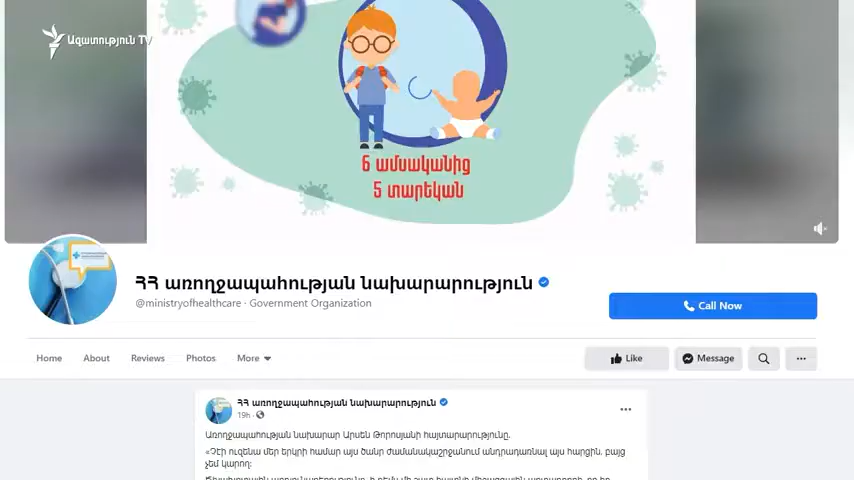 Ազատություն TV
6 ամսականից
5 տարեկան
ՀՀ առողջապահության նախարարություն
@ministryofhealthcare · Government Organization
Call Now
Home About Reviews Photos More
Like Message
ՀՀ առողջապահության նախարարություն
19h ·
Առողջապահության նախարար Արսեն Թորոսյանի հայտարարությունը.
«Չէի ուզենա մեր երկրի համար այս ծանր ժամանակաշրջանում անդրադառնալ այս հարցին, բայց
չեմ կարող: